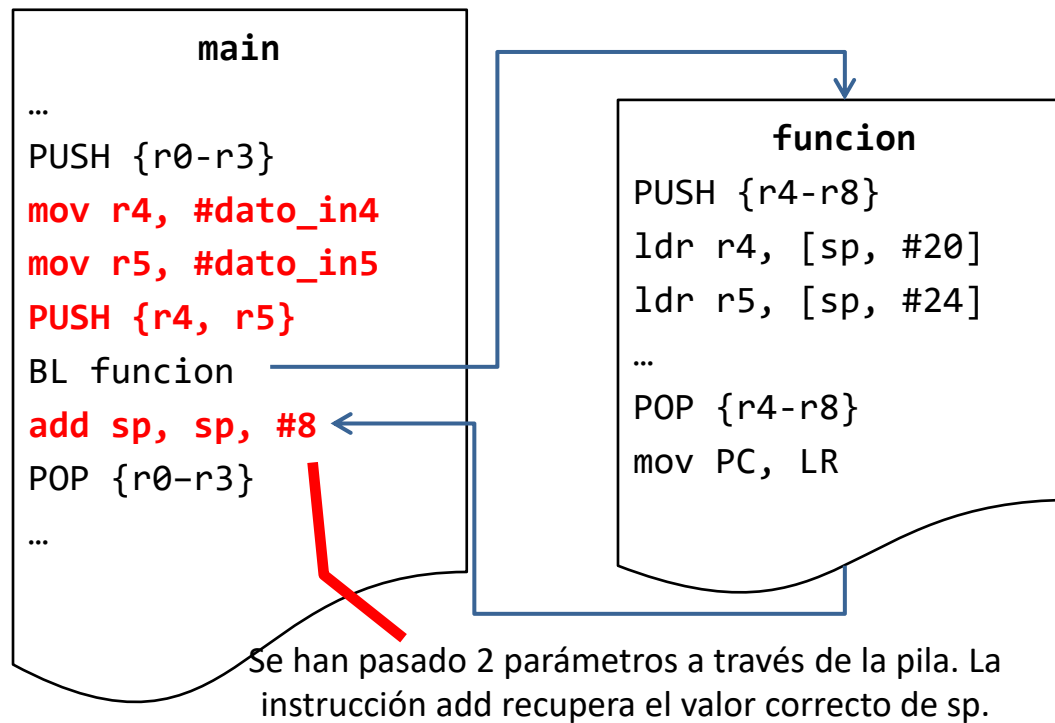 main
…
PUSH {r0-r3}
mov r4, #dato_in4
mov r5, #dato_in5
PUSH {r4, r5}
BL funcion
add sp, sp, #8
POP {r0–r3}
…
funcion
PUSH {r4-r8}
ldr r4, [sp, #20]
ldr r5, [sp, #24]
…
POP {r4-r8}
mov PC, LR
Se han pasado 2 parámetros a través de la pila. La
instrucción add recupera el valor correcto de sp.